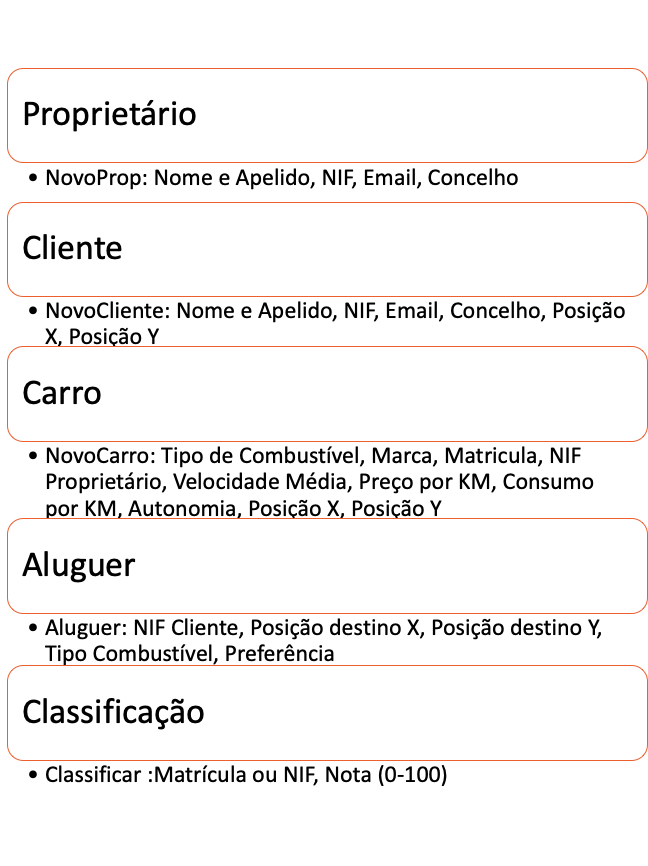 Proprietário
• NovoProp: Nome e Apelido, NIF, Email, Concelho
Cliente
• NovoCliente: Nome e Apelido, NIF, Email, Concelho, Posição
X, Posição Y
Carro
• NovoCarro: Tipo de Combustível, Marca, Matricula, NIF
Proprietário, Velocidade Média, Preço por KM, Consumo
por KM, Autonomia, Posição X, Posição Y
Aluguer
• Aluguer: NIF Cliente, Posição destino X, Posição destino Y,
Tipo Combustível, Preferência
Classificação
• Classificar :Matrícula ou NIF, Nota (0-100)